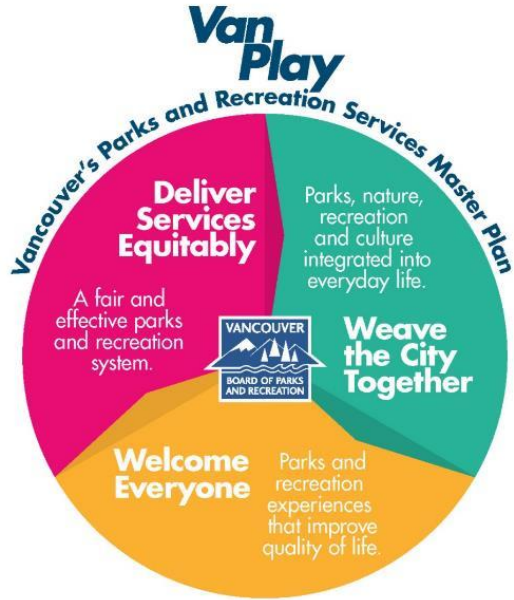 Van
Play
Vancouver's Parks and Recreation Services Master Plan
Deliver
Services
Equitably
A fair and
effective parks
and recreation
system.
Parks, nature,
recreation
and culture
integrated into
everyday life.
Weave
the City
Together
VANCOUVER
BOARD OF PARKS
AND RECREATION
Welcome
Everyone
Parks and
recreation
experiences
that improve
quality of life.